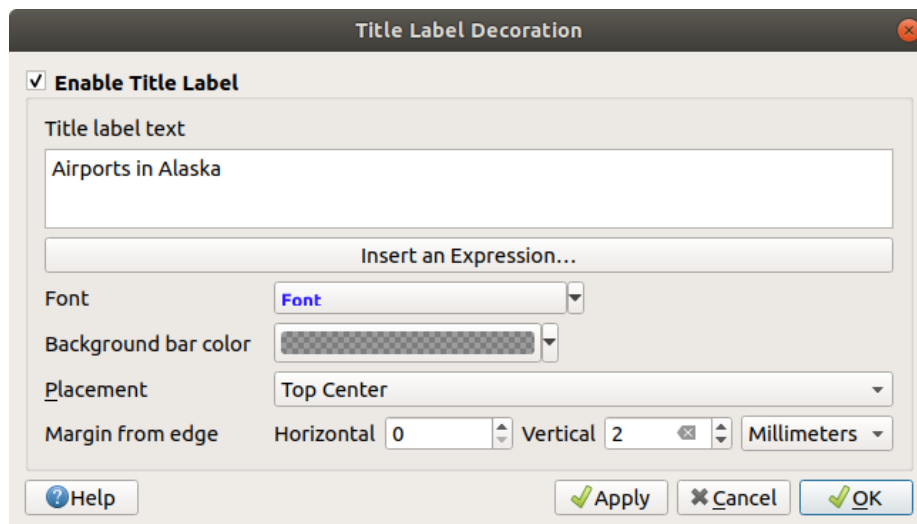 Title Label Decoration
Enable Title Label
Title label text
Airports in Alaska
Insert an Expression...
Font Font
Background bar color
Placement Top Center
Margin from edge Horizontal 0 Vertical 2 Millimeters
Help Apply Cancel OK